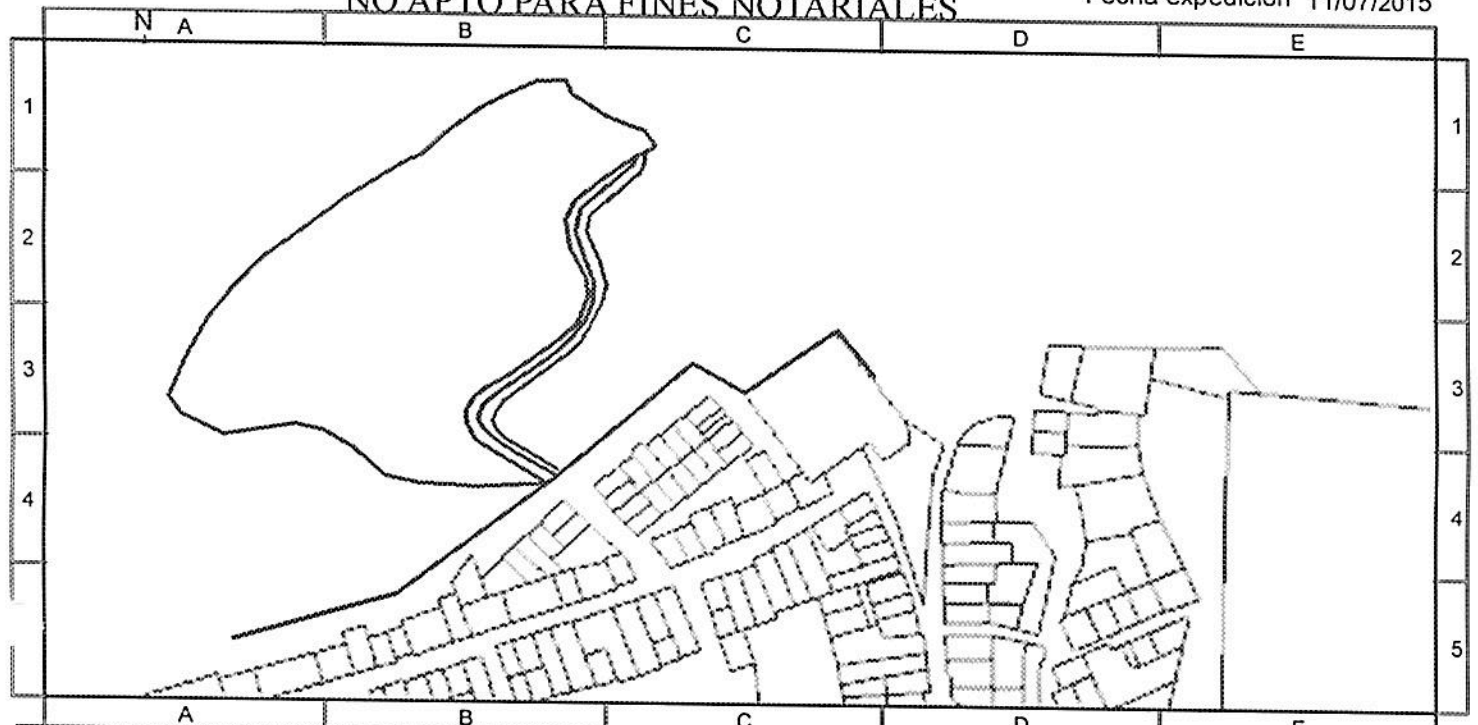 NO APTO PARA FINES NOTARIALES
Fecha expedición 11/07/2015
N A B C D E
1 1
2 2
3 3
4 4
5 5
A B C D E